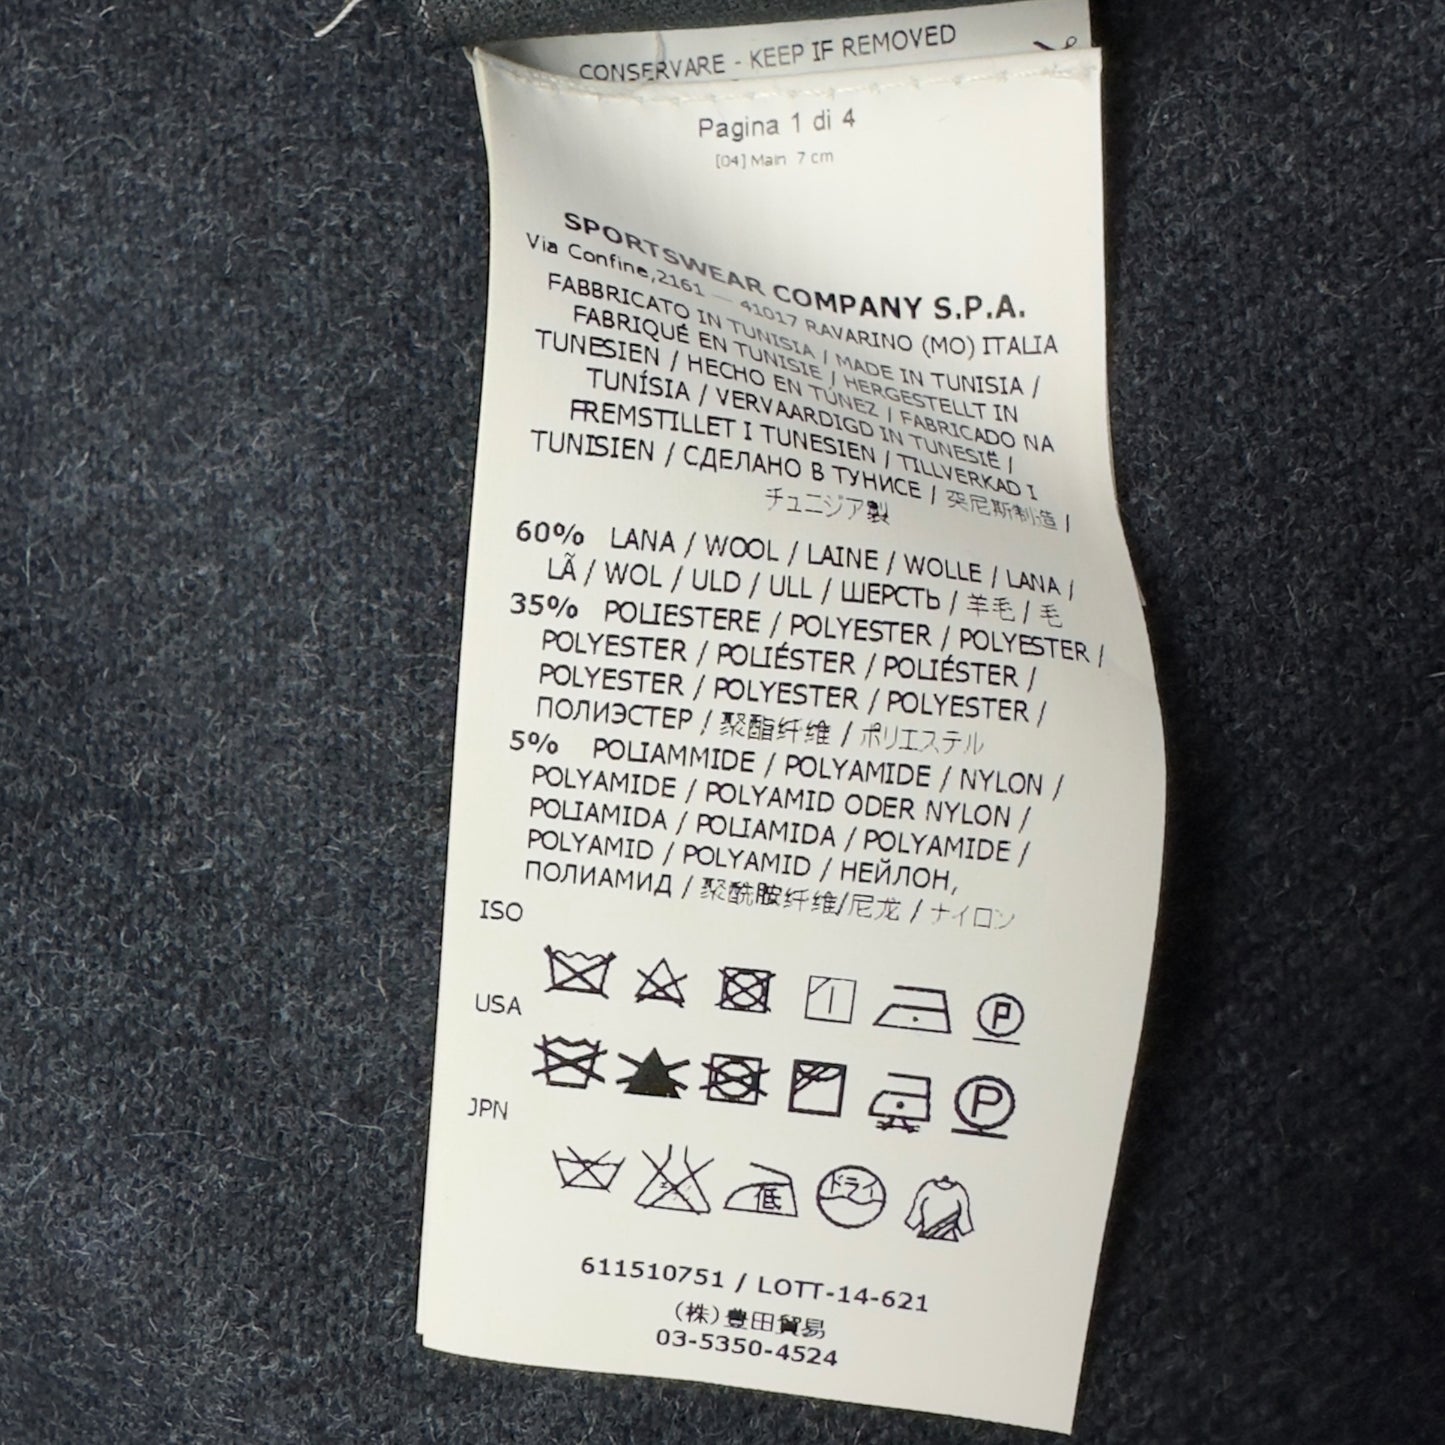 CONSERVARE - KEEP IF REMOVED
Pagina 1 di 4
[04] Main 7 cm
SPORTSWEAR COMPANY S.P.A.
Via Confine,2161 — 41017 RAVARINO (MO) ITALIA
FABBRICATO IN TUNISIA / MADE IN TUNISIA /
FABRIQUÉ EN TUNISIE / HERGESTELLT IN
TUNESIEN / HECHO EN TÚNEZ / FABRICADO NA
TUNÍSIA / VERVAARDIGD IN TUNESIË /
FREMSTILLET I TUNESIEN / TILLVERKAD I
TUNISIEN / СДЕЛАНО В ТУНИСЕ / 突尼斯制造 /
チュニジア製
60% LANA / WOOL / LAINE / WOLLE / LANA /
LÃ / WOL / ULD / ULL / ШЕРСТЬ / 羊毛 / 毛
35% POLIESTERE / POLYESTER / POLYESTER /
POLYESTER / POLIÉSTER / POLIÉSTER /
POLYESTER / POLYESTER / POLYESTER /
ПОЛИЭСТЕР / 聚酯纤维 / ポリエステル
5% POLIAMMIDE / POLYAMIDE / NYLON /
POLYAMIDE / POLYAMID ODER NYLON /
POLIAMIDA / POLIAMIDA / POLYAMIDE /
POLYAMID / POLYAMID / НЕЙЛОН,
ПОЛИАМИД / 聚酰胺纤维/尼龙 / ナイロン
ISO
P
USA
P
JPN
低 ドライ
611510751 / LOTT-14-621
(株)豊田貿易
03-5350-4524